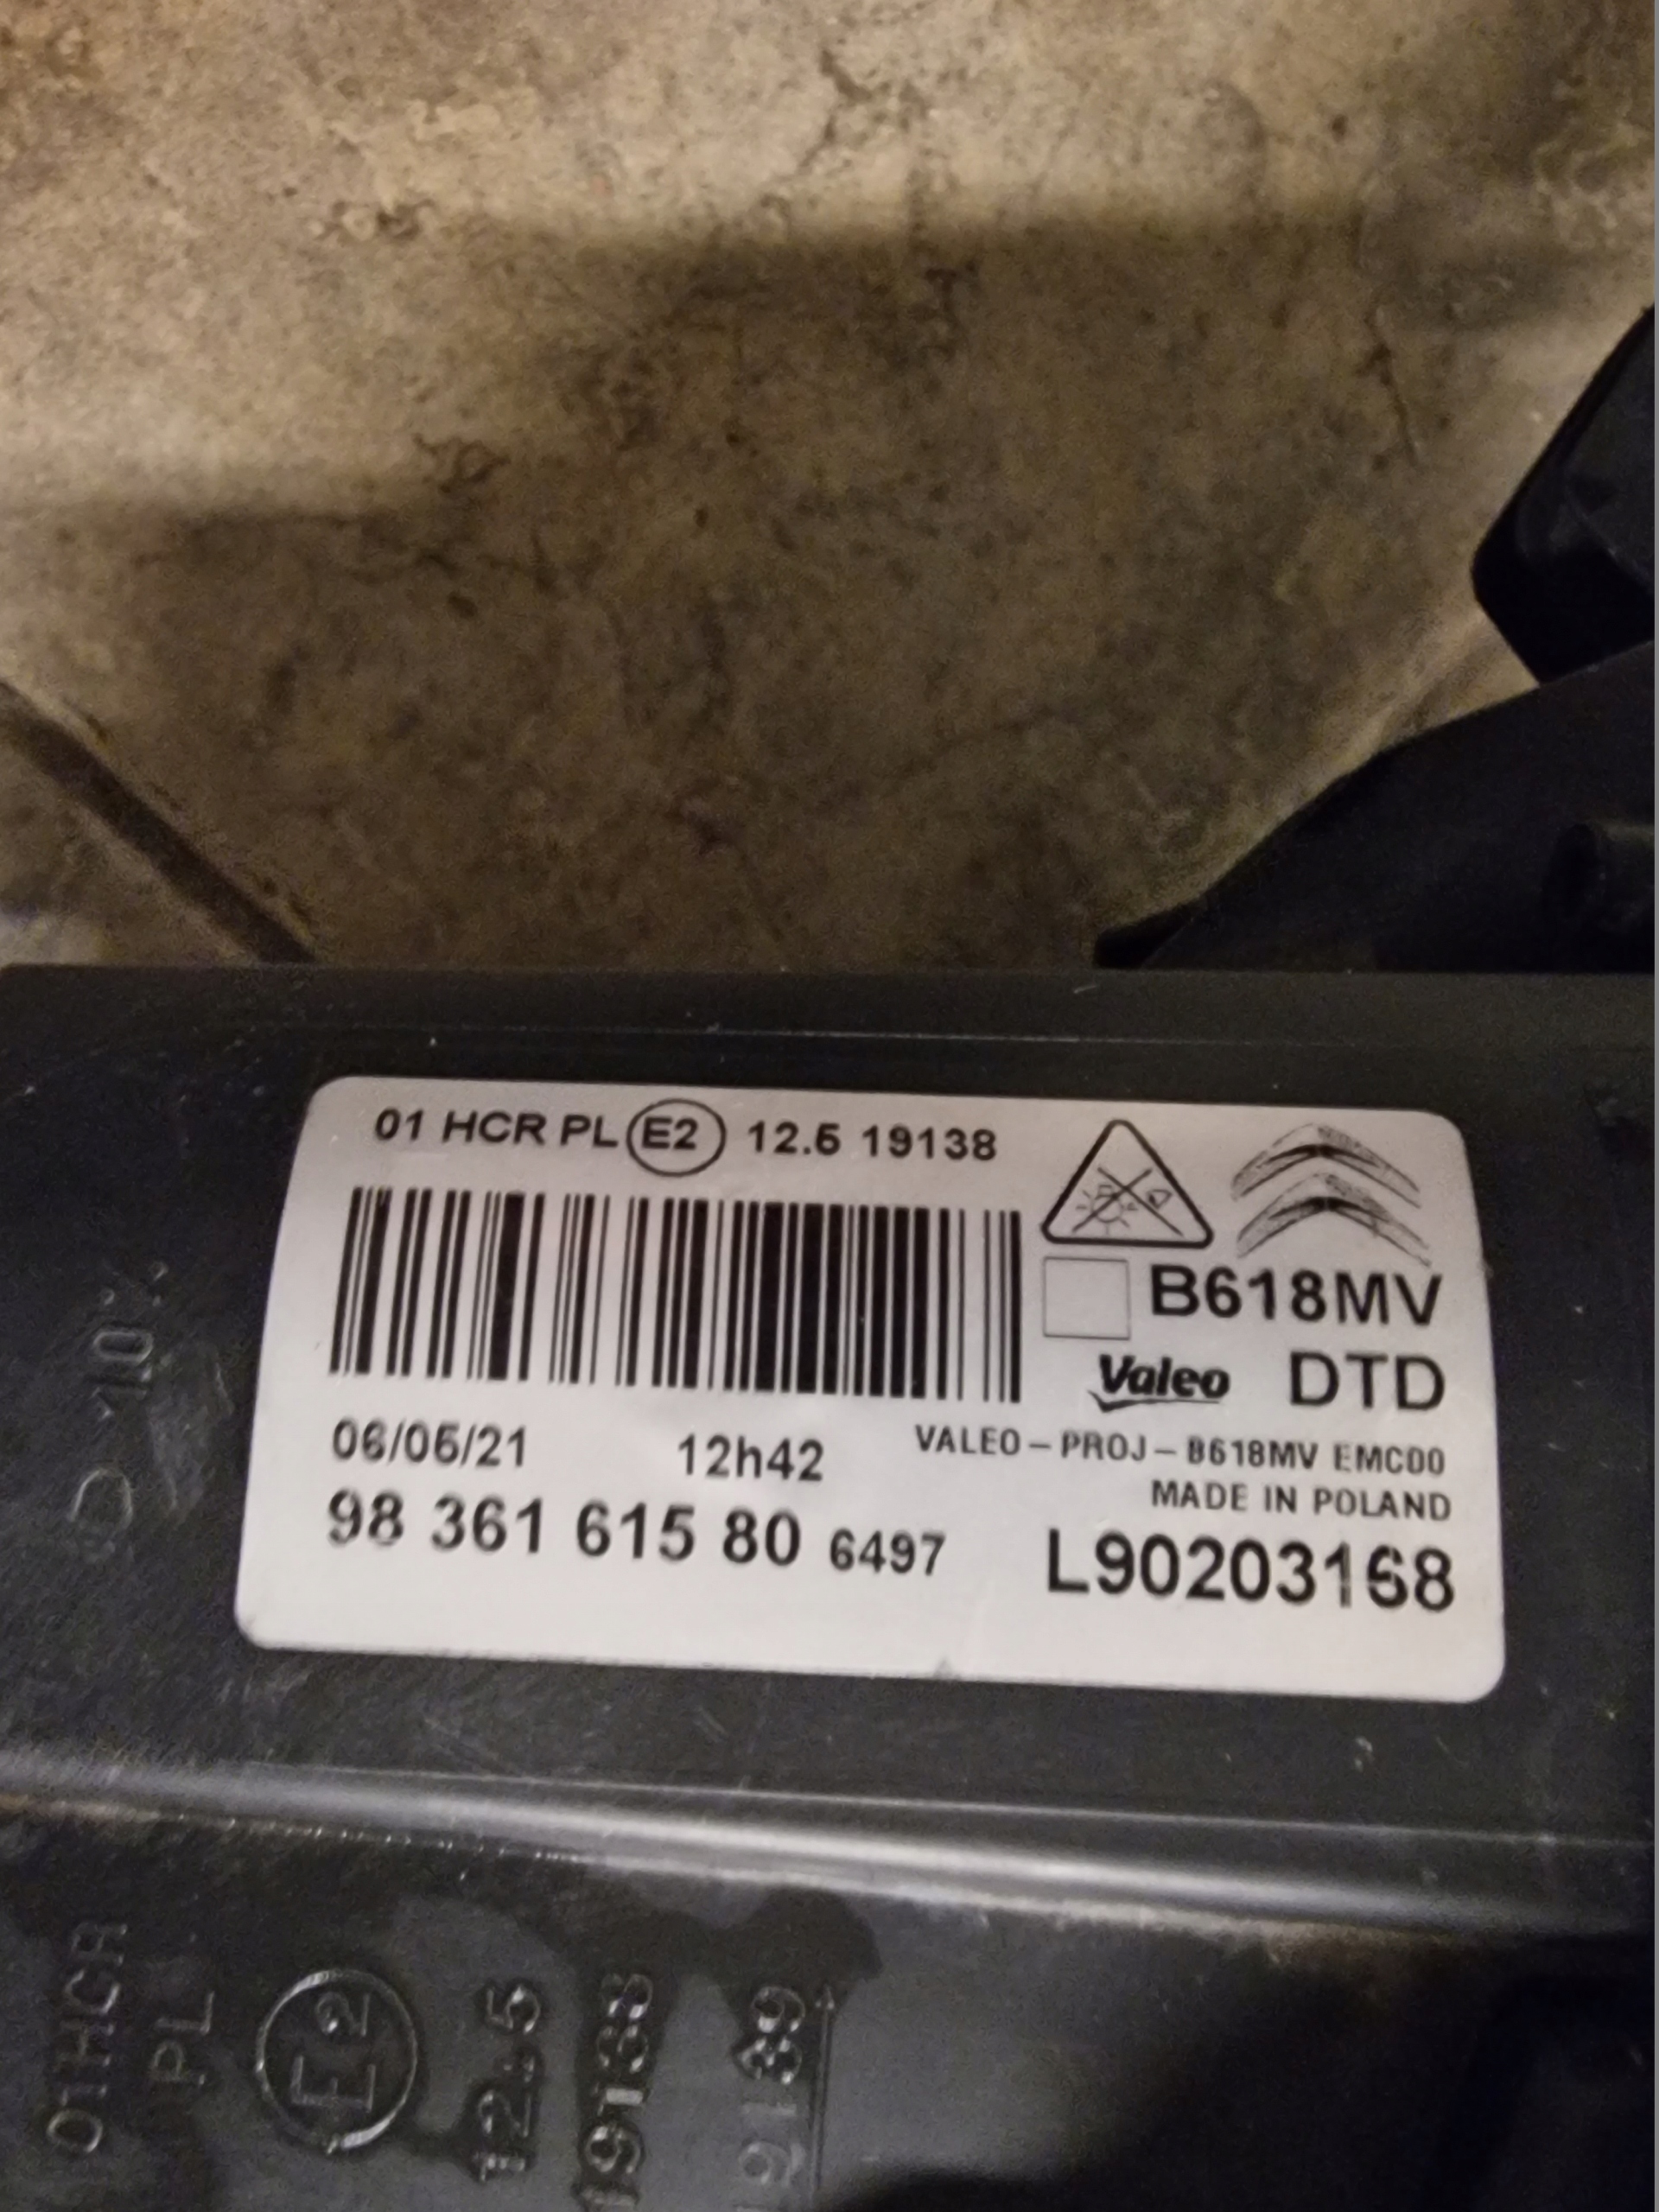 01 HCR PL E2 12.5 19138
B618MV
Valeo DTD
06/05/21 12h42 VALEO-PROJ-B618MV EMC00
MADE IN POLAND
98 361 615 80 6497 L90203168
01HCR
PL
E2
12.5
19138